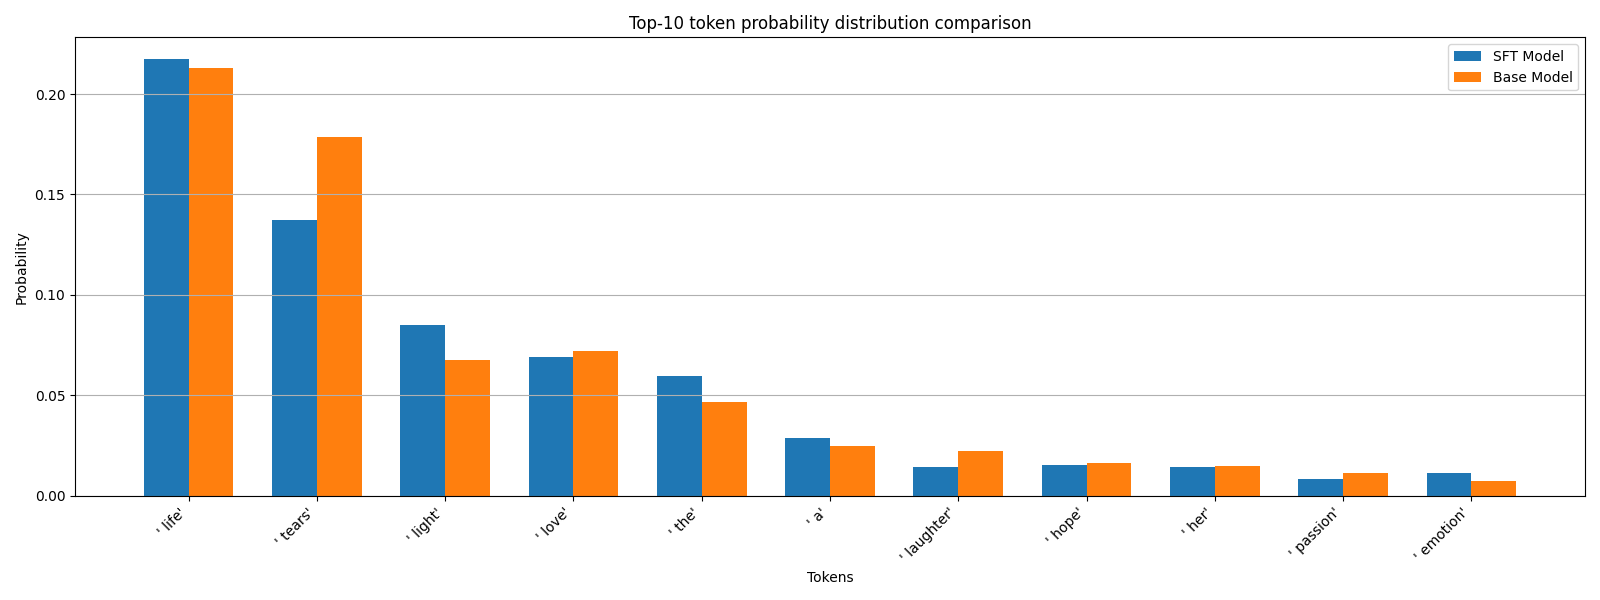 Top-10 token probability distribution comparison
SFT Model
Base Model
Probability
0.20
0.15
0.10
0.05
0.00
' life'
' tears'
' light'
' love'
' the'
' a'
' laughter'
' hope'
' her'
' passion'
' emotion'
Tokens